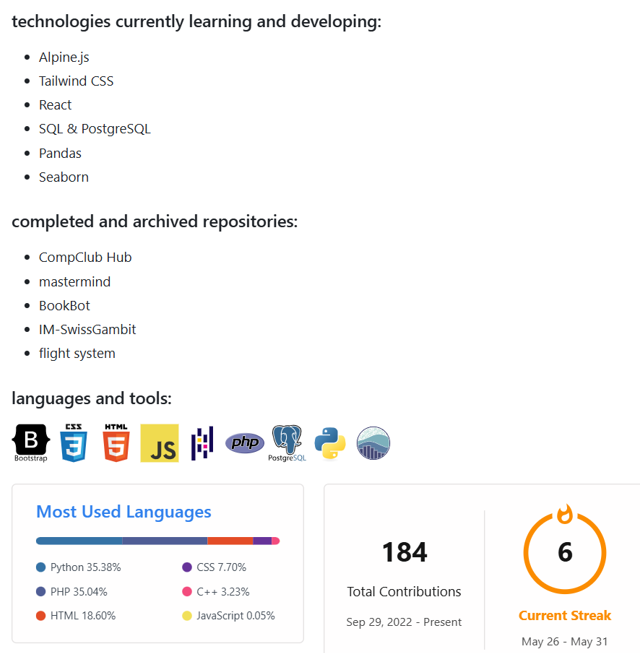 technologies currently learning and developing:
Alpine.js
Tailwind CSS
React
SQL & PostgreSQL
Pandas
Seaborn
completed and archived repositories:
CompClub Hub
mastermind
BookBot
IM-SwissGambit
flight system
languages and tools:
B Bootstrap
CSS 3
HTML 5
JS
php
PostgreSQL
Most Used Languages
Python 35.38%
CSS 7.70%
PHP 35.04%
C++ 3.23%
HTML 18.60%
JavaScript 0.05%
184
Total Contributions
Sep 29, 2022 - Present
6
Current Streak
May 26 - May 31